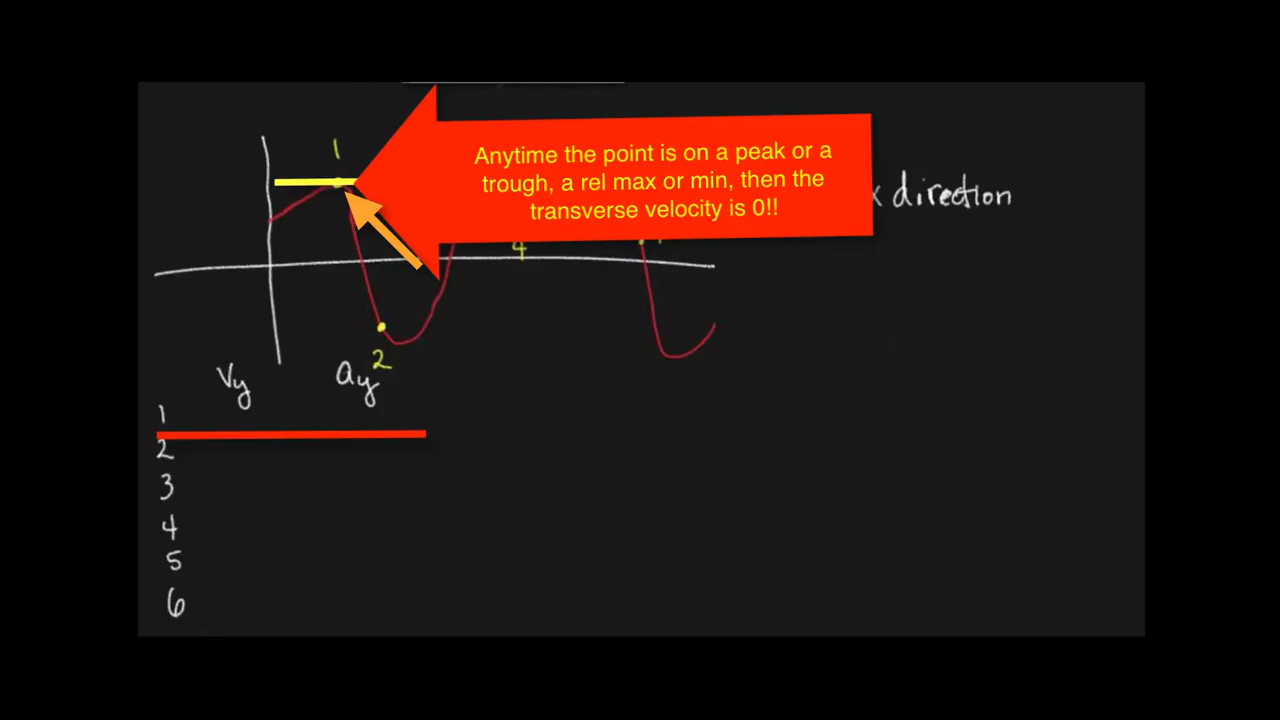 1
Anytime the point is on a peak or a
trough, a rel max or min, then the
transverse velocity is 0!!
x direction
4
2
Vy ay
1
2
3
4
5
6